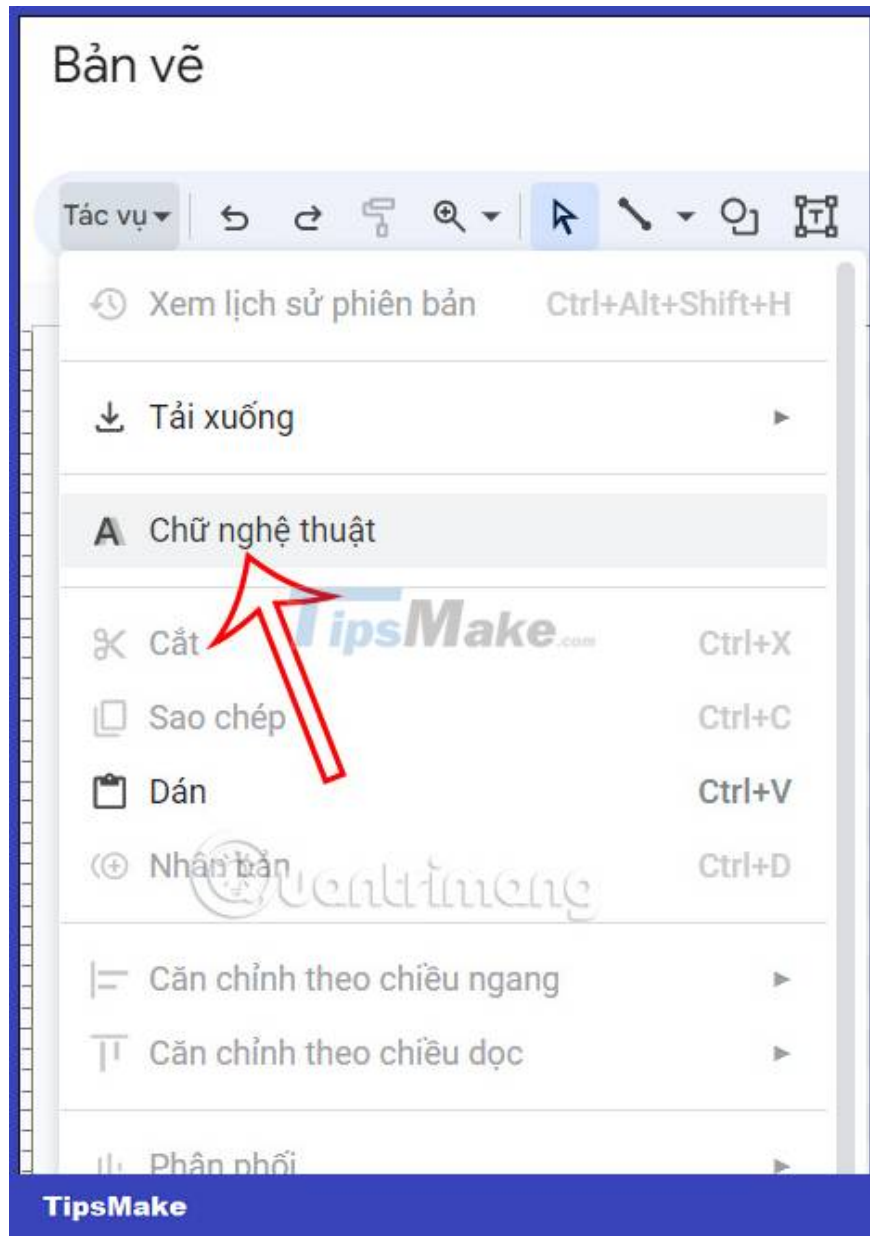 Bản vẽ
Tác vụ
Xem lịch sử phiên bản Ctrl+Alt+Shift+H
Tải xuống
Chữ nghệ thuật
TipsMake.com
Cắt Ctrl+X
Sao chép Ctrl+C
Dán Ctrl+V
Nhân bản Ctrl+D
Quantrimang
Căn chỉnh theo chiều ngang
Căn chỉnh theo chiều dọc
Phân phối
TipsMake